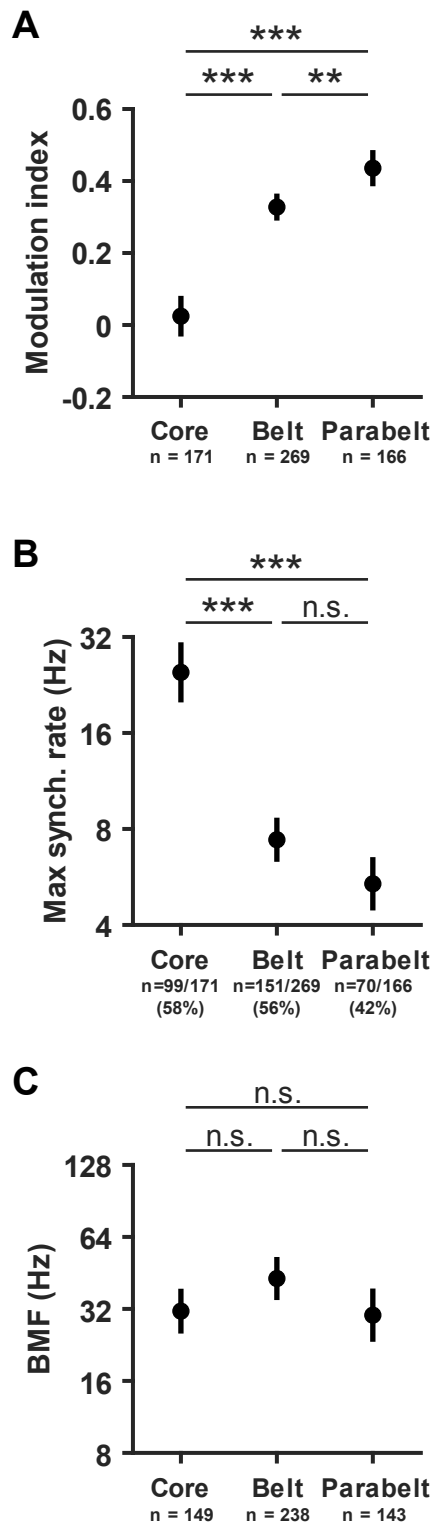 A
***
*** **
0.6
0.4
0.2
0
-0.2
Modulation index
Core Belt Parabelt
n = 171 n = 269 n = 166
B
***
*** n.s.
32
16
8
4
Max synch. rate (Hz)
Core Belt Parabelt
n=99/171 n=151/269 n=70/166
(58%) (56%) (42%)
C
n.s.
n.s. n.s.
128
64
32
16
8
BMF (Hz)
Core Belt Parabelt
n = 149 n = 238 n = 143